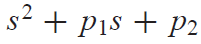 s² + p₁s + p₂